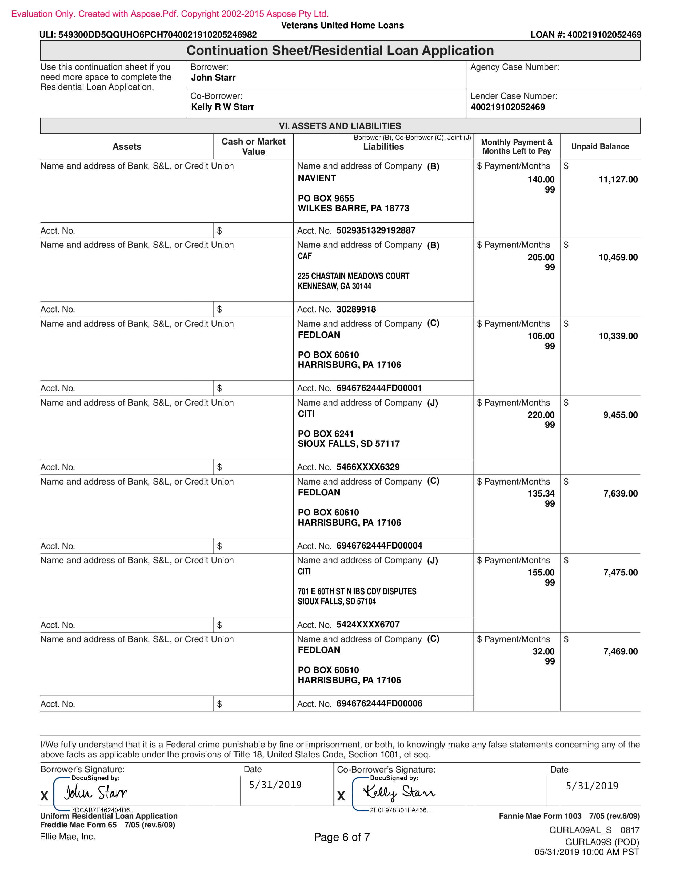 Evaluation Only. Created with Aspose.Pdf. Copyright 2002-2015 Aspose Pty Ltd.
Veterans United Home Loans
ULI: 549300DD5QQUHO6PCH704002191020524​6982 LOAN #: 400219102052469
Continuation Sheet/Residential Loan Application
Use this continuation sheet if you need more space to complete the Residential Loan Application.
Borrower:
John Starr
Agency Case Number:
Co-Borrower:
Kelly R W Starr
Lender Case Number:
400219102052469
VI. ASSETS AND LIABILITIES
Assets
Cash or Market Value
Borrower (B), Co-Borrower (C), Joint (J)
Liabilities
Monthly Payment & Months Left to Pay
Unpaid Balance
Name and address of Bank, S&L, or Credit Union Name and address of Company (B) $ Payment/Months $
NAVIENT 140.00 11,127.00
99
PO BOX 9655
WILKES BARRE, PA 18773
Acct. No. $ Acct. No. 5029351329192887
Name and address of Bank, S&L, or Credit Union Name and address of Company (B) $ Payment/Months $
CAF 205.00 10,459.00
99
225 CHASTAIN MEADOWS COURT
KENNESAW, GA 30144
Acct. No. $ Acct. No. 30289918
Name and address of Bank, S&L, or Credit Union Name and address of Company (C) $ Payment/Months $
FEDLOAN 106.00 10,339.00
99
PO BOX 60610
HARRISBURG, PA 17106
Acct. No. $ Acct. No. 6946762444FD00001
Name and address of Bank, S&L, or Credit Union Name and address of Company (J) $ Payment/Months $
CITI 220.00 9,455.00
99
PO BOX 6241
SIOUX FALLS, SD 57117
Acct. No. $ Acct. No. 5466XXXX6329
Name and address of Bank, S&L, or Credit Union Name and address of Company (C) $ Payment/Months $
FEDLOAN 135.34 7,639.00
99
PO BOX 60610
HARRISBURG, PA 17106
Acct. No. $ Acct. No. 6946762444FD00004
Name and address of Bank, S&L, or Credit Union Name and address of Company (J) $ Payment/Months $
CITI 155.00 7,475.00
99
701 E 60TH ST N IBS CDV DISPUTES
SIOUX FALLS, SD 57104
Acct. No. $ Acct. No. 5424XXXX6707
Name and address of Bank, S&L, or Credit Union Name and address of Company (C) $ Payment/Months $
FEDLOAN 32.00 7,469.00
99
PO BOX 60610
HARRISBURG, PA 17106
Acct. No. $ Acct. No. 6946762444FD00006
I/We fully understand that it is a Federal crime punishable by fine or imprisonment, or both, to knowingly make any false statements concerning any of the
above facts as applicable under the provisions of Title 18, United States Code, Section 1001, et seq.
Borrower's Signature: Date Co-Borrower's Signature: Date
DocuSigned by: DocuSigned by:
X John Starr 5/31/2019 X Kelly Starr 5/31/2019
Uniform Residential Loan Application Fannie Mae Form 1003 7/05 (rev.6/09)
Freddie Mac Form 65 7/05 (rev.6/09)
Ellie Mae, Inc. Page 6 of 7 GURLA09AL S 0817
GURLA09S (POD)
05/31/2019 10:00 AM PST